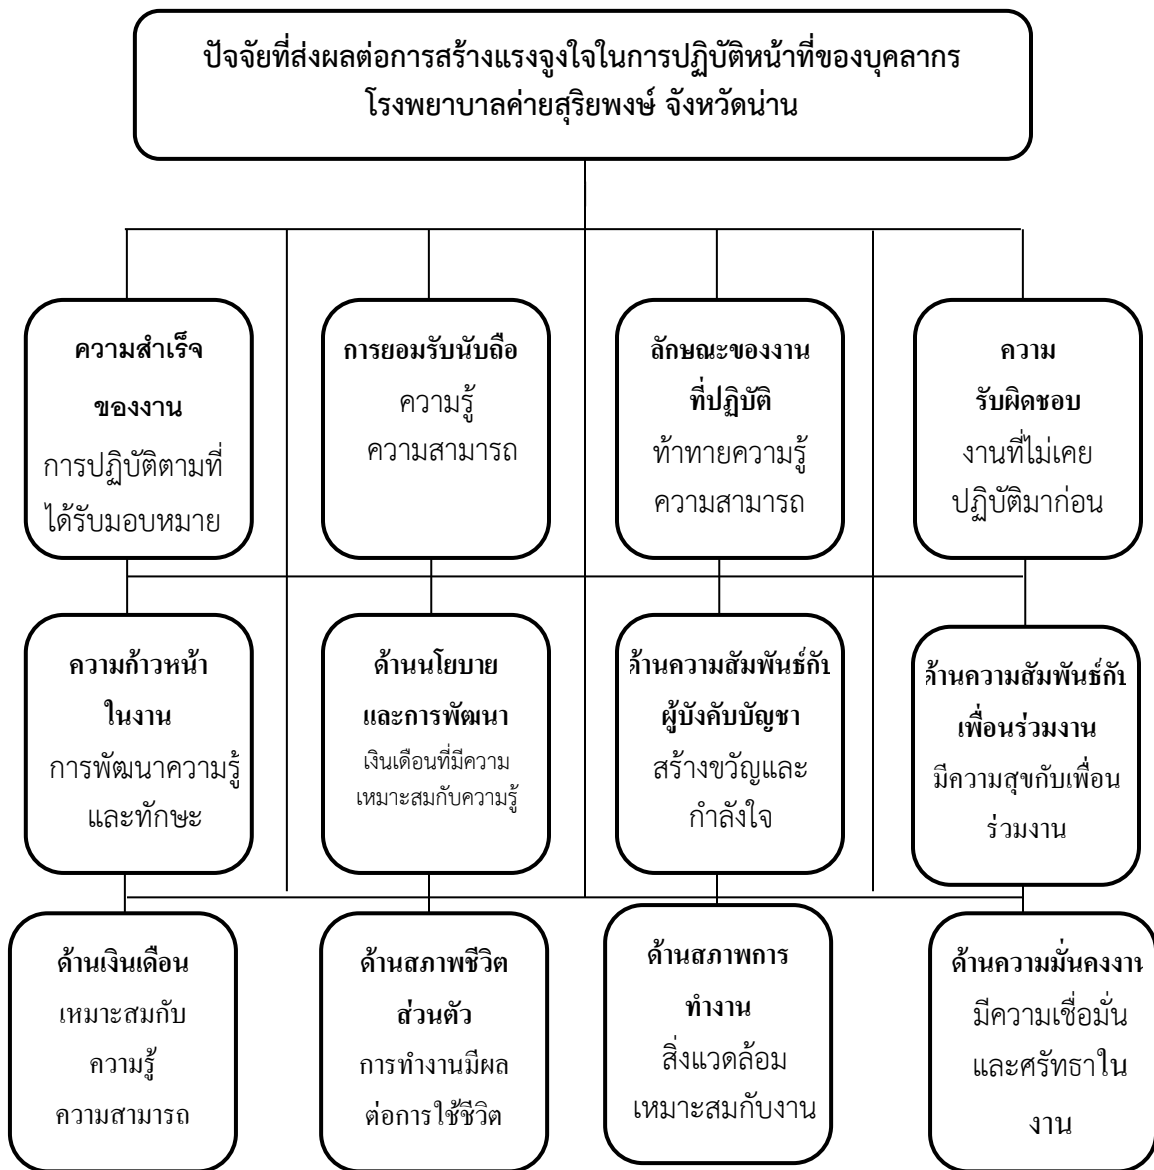 ปัจจัยที่ส่งผลต่อการสร้างแรงจูงใจในการปฏิบัติหน้าที่ของบุคลากร
โรงพยาบาลค่ายสุริยพงษ์ จังหวัดน่าน
ความสำเร็จ
ของงาน
การปฏิบัติตามที่
ได้รับมอบหมาย
การยอมรับนับถือ
ความรู้
ความสามารถ
ลักษณะของงาน
ที่ปฏิบัติ
ท้าทายความรู้
ความสามารถ
ความ
รับผิดชอบ
งานที่ไม่เคย
ปฏิบัติมาก่อน
ความก้าวหน้า
ในงาน
การพัฒนาความรู้
และทักษะ
ด้านนโยบาย
และการพัฒนา
เงินเดือนที่มีความ
เหมาะสมกับความรู้
ด้านความสัมพันธ์กับ
ผู้บังคับบัญชา
สร้างขวัญและ
กำลังใจ
ด้านความสัมพันธ์กับ
เพื่อนร่วมงาน
มีความสุขกับเพื่อน
ร่วมงาน
ด้านเงินเดือน
เหมาะสมกับ
ความรู้
ความสามารถ
ด้านสภาพชีวิต
ส่วนตัว
การทำงานมีผล
ต่อการใช้ชีวิต
ด้านสภาพการ
ทำงาน
สิ่งแวดล้อม
เหมาะสมกับงาน
ด้านความมั่นคงงาน
มีความเชื่อมั่น
และศรัทธาใน
งาน